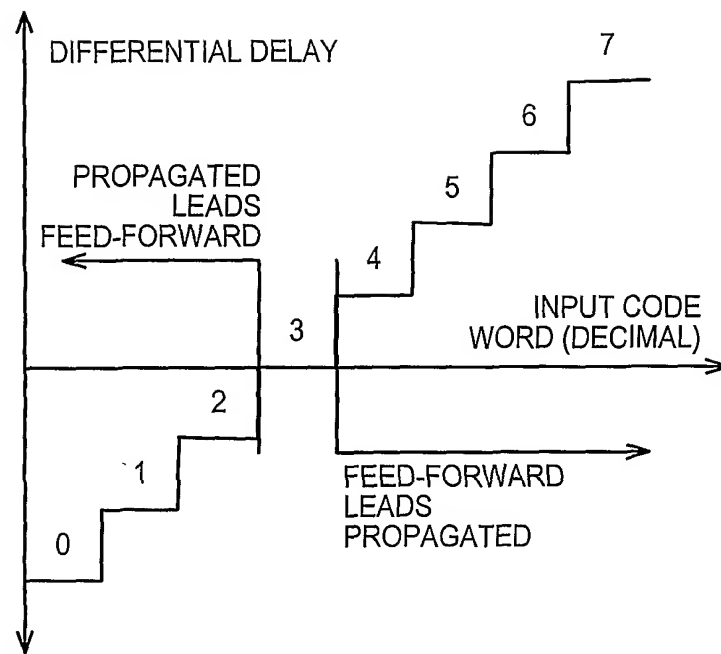 DIFFERENTIAL DELAY
7
6
PROPAGATED
LEADS
FEED-FORWARD
5
4
3
INPUT CODE
WORD (DECIMAL)
2
1
0
FEED-FORWARD
LEADS
PROPAGATED